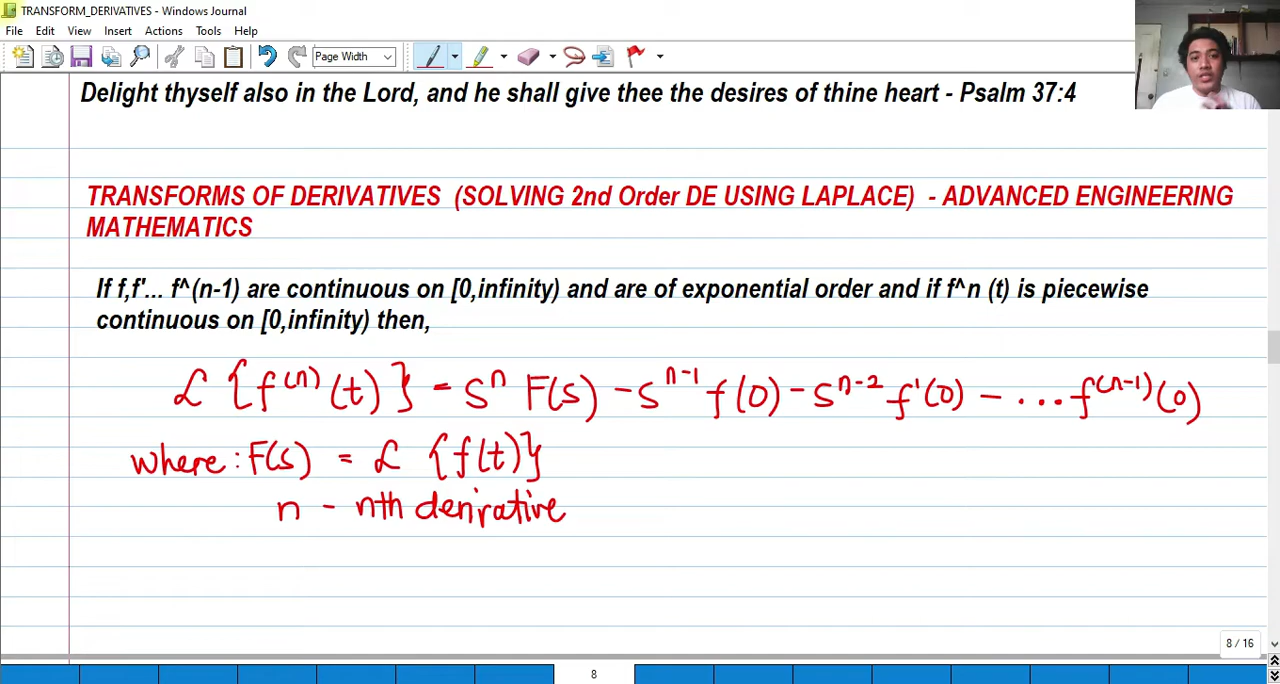 TRANSFORM_DERIVATIVES - Windows Journal
File Edit View Insert Actions Tools Help
Page Width
Delight thyself also in the Lord, and he shall give thee the desires of thine heart - Psalm 37:4
TRANSFORMS OF DERIVATIVES (SOLVING 2nd Order DE USING LAPLACE) - ADVANCED ENGINEERING
MATHEMATICS
If f,f'... f^(n-1) are continuous on [0,infinity) and are of exponential order and if f^n (t) is piecewise
continuous on [0,infinity) then,
ℒ {f⁽ⁿ⁾(t)} = sⁿ F(s) - sⁿ⁻¹ f(0) - sⁿ⁻² f'(0) - ... f⁽ⁿ⁻¹⁾(0)
where: F(s) = ℒ {f(t)}
n - nth derivative
8 / 16
8